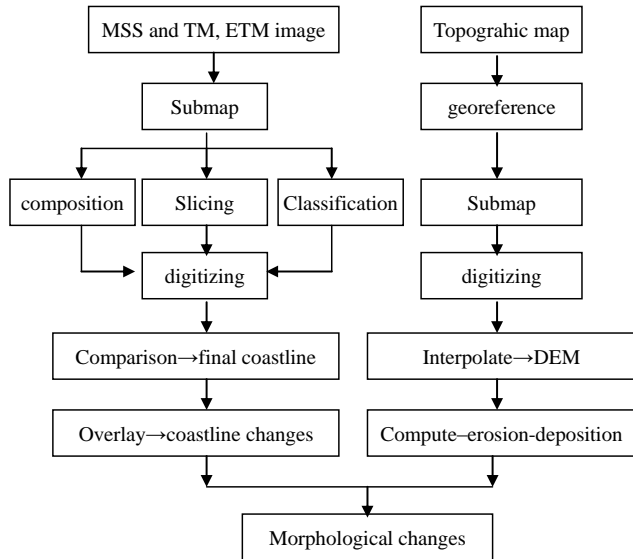 MSS and TM, ETM image
Topograhic map
Submap
georeference
composition
Slicing
Classification
Submap
digitizing
digitizing
Comparison→final coastline
Interpolate→DEM
Overlay→coastline changes
Compute–erosion-deposition
Morphological changes